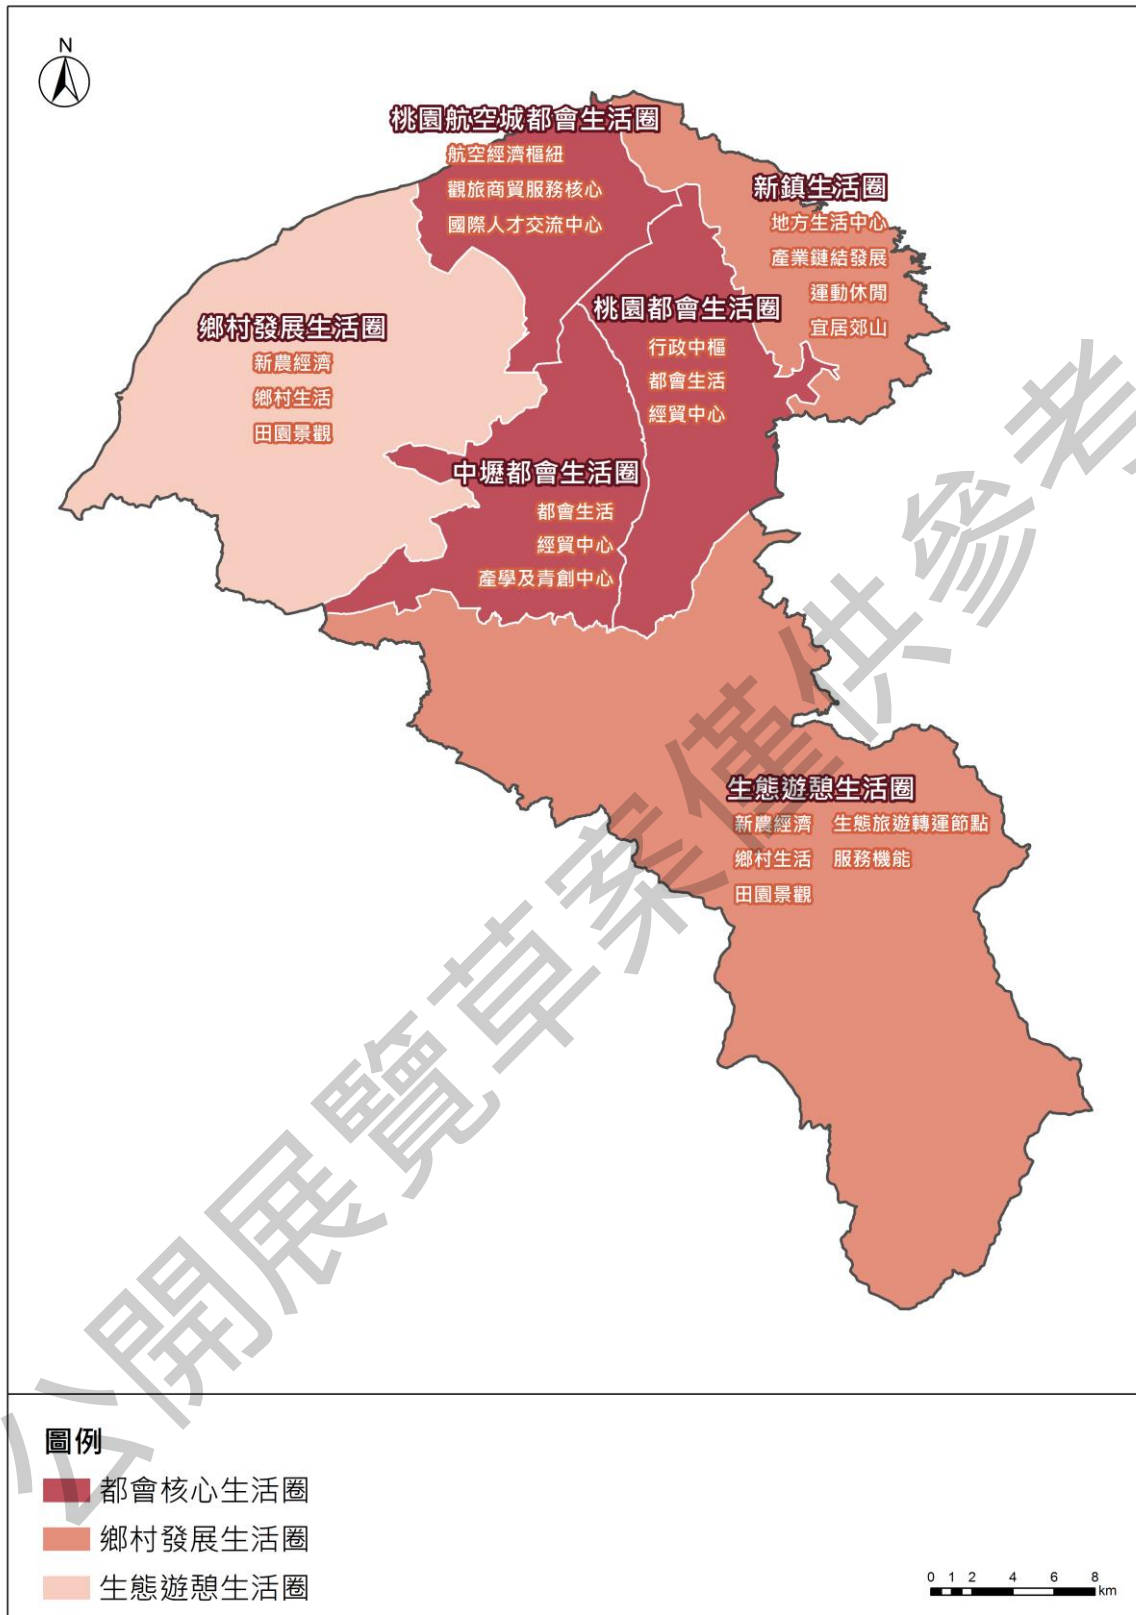 N
桃園航空城都會生活圈
航空經濟樞紐
觀旅商貿服務核心
國際人才交流中心
新鎮生活圈
地方生活中心
產業鏈結發展
運動休閒
宜居郊山
桃園都會生活圈
行政中樞
都會生活
經貿中心
鄉村發展生活圈
新農經濟
鄉村生活
田園景觀
中壢都會生活圈
都會生活
經貿中心
產學及青創中心
生態遊憩生活圈
新農經濟 生態旅遊轉運節點
鄉村生活 服務機能
田園景觀
公開展覽草案僅供參考
圖例
都會核心生活圈
鄉村發展生活圈
生態遊憩生活圈
0 1 2 4 6 8
km